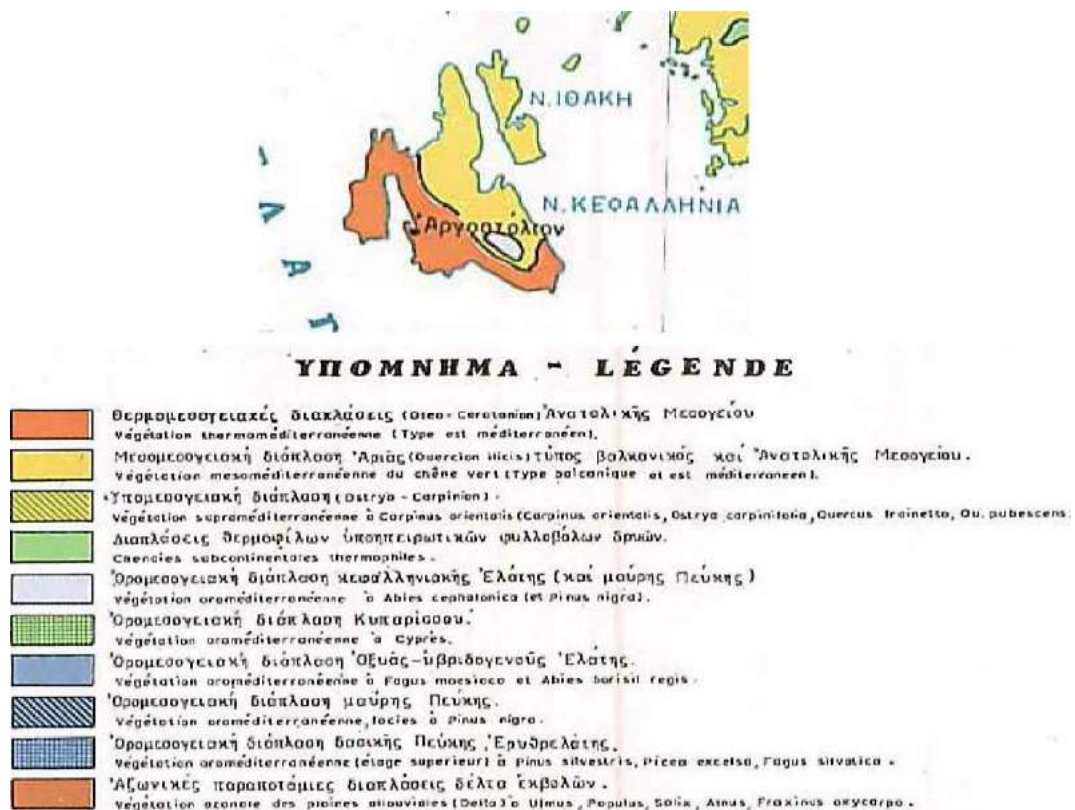 Ν. ΙΘΑΚΗ
Ν. ΚΕΦΑΛΛΗΝΙΑ
Ἀργοστόλιον
Ι Λ Α Τ
ΥΠΟΜΝΗΜΑ - LÉGENDE
Θερμομεσογειακές διαπλάσεις (Oleo-Ceratonion) Ἀνατολικῆς Μεσογείου
Végétation thermoméditerranéenne (Type est méditerranéen).
Μεσομεσογειακή διάπλαση Ἀριᾶς (Quercion ilicis) τύπος βαλκανικός καί Ἀνατολικῆς Μεσογείου.
Végétation mesoméditerranéenne du chêne vert (Type balcanique et est méditerraneen).
Υπομεσογειακή διάπλαση (Ostryo-Carpinion).
Végétation supraméditerranéenne à Carpinus orientalis (Carpinus orientalis, Ostrya carpinifolia, Quercus frainetto, Qu. pubescens)
Διαπλάσεις θερμοφίλων ὑποηπειρωτικῶν φυλλοβόλων δρυῶν.
Chenaies subcontinentales thermophiles.
Ὀρομεσογειακή διάπλαση κεφαλληνιακῆς Ἐλάτης (καί μαύρης Πεύκης)
Végétation oroméditerranéenne à Abies cephalonica (et Pinus nigra).
Ὀρομεσογειακή διάπλαση Κυπαρίσσου.
Végétation oroméditerranéenne à Cyprès.
Ὀρομεσογειακή διάπλαση Ὀξυᾶς-ὑβριδογενοῦς Ἐλάτης.
Végétation oroméditerranéenne à Fagus moesiaca et Abies borisii regis.
Ὀρομεσογειακή διάπλαση μαύρης Πεύκης.
Végétation oroméditerranéenne, facies à Pinus nigra.
Ὀρομεσογειακή διάπλαση δασικῆς Πεύκης, Ἐρυθρελάτης.
Végétation oroméditerranéenne (étage superieur) à Pinus silvestris, Picea excelsa, Fagus silvatica.
Ἀζωνικές παραποτάμιες διαπλάσεις δέλτα ἐκβολῶν.
Végétation azonale des plaines alluviales (Delta) à Ulmus, Populus, Salix, Alnus, Fraxinus oxycarpa.